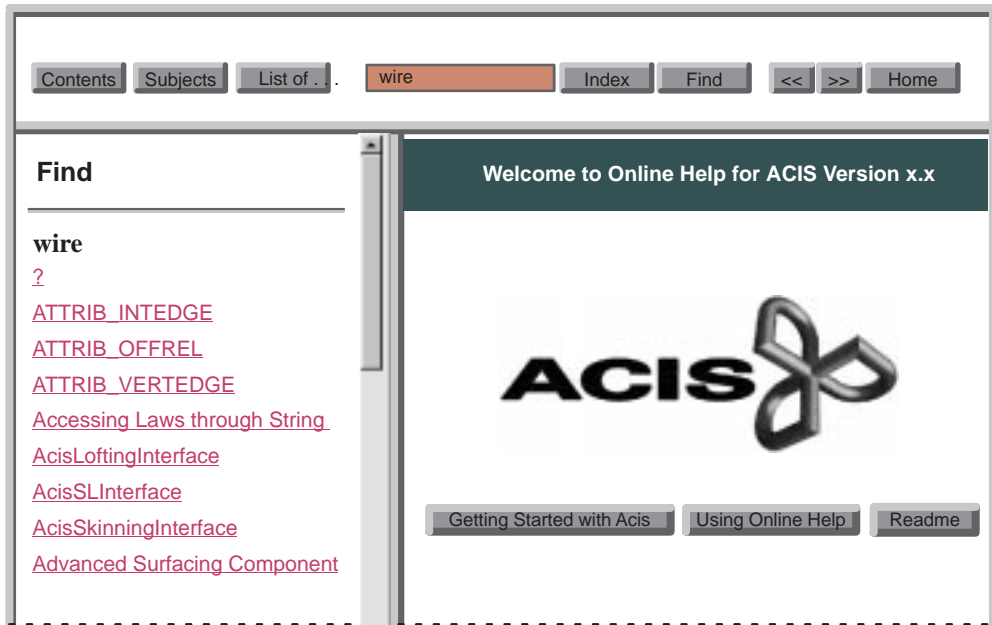 Contents Subjects List of . . . wire Index Find << >> Home
Find
wire
?
ATTRIB_INTEDGE
ATTRIB_OFFREL
ATTRIB_VERTEDGE
Accessing Laws through String
AcisLoftingInterface
AcisSLInterface
AcisSkinningInterface
Advanced Surfacing Component
Welcome to Online Help for ACIS Version x.x
ACIS
Getting Started with Acis Using Online Help Readme